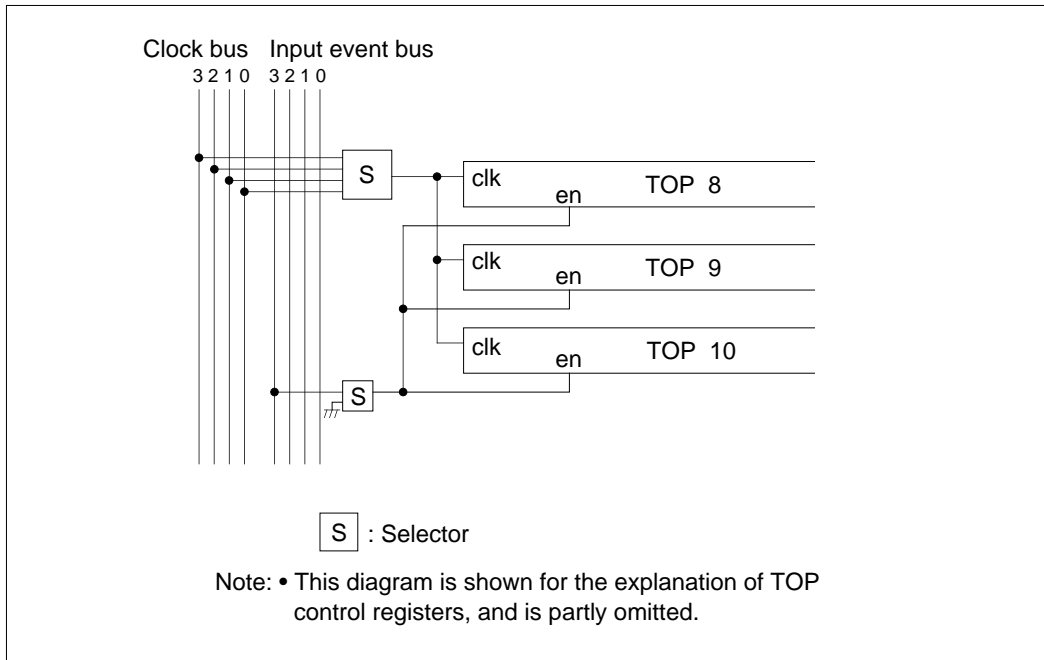 Clock bus Input event bus
3 2 1 0 3 2 1 0
S
clk
en
TOP 8
clk
en
TOP 9
clk
en
TOP 10
S
S : Selector
Note: • This diagram is shown for the explanation of TOP
control registers, and is partly omitted.